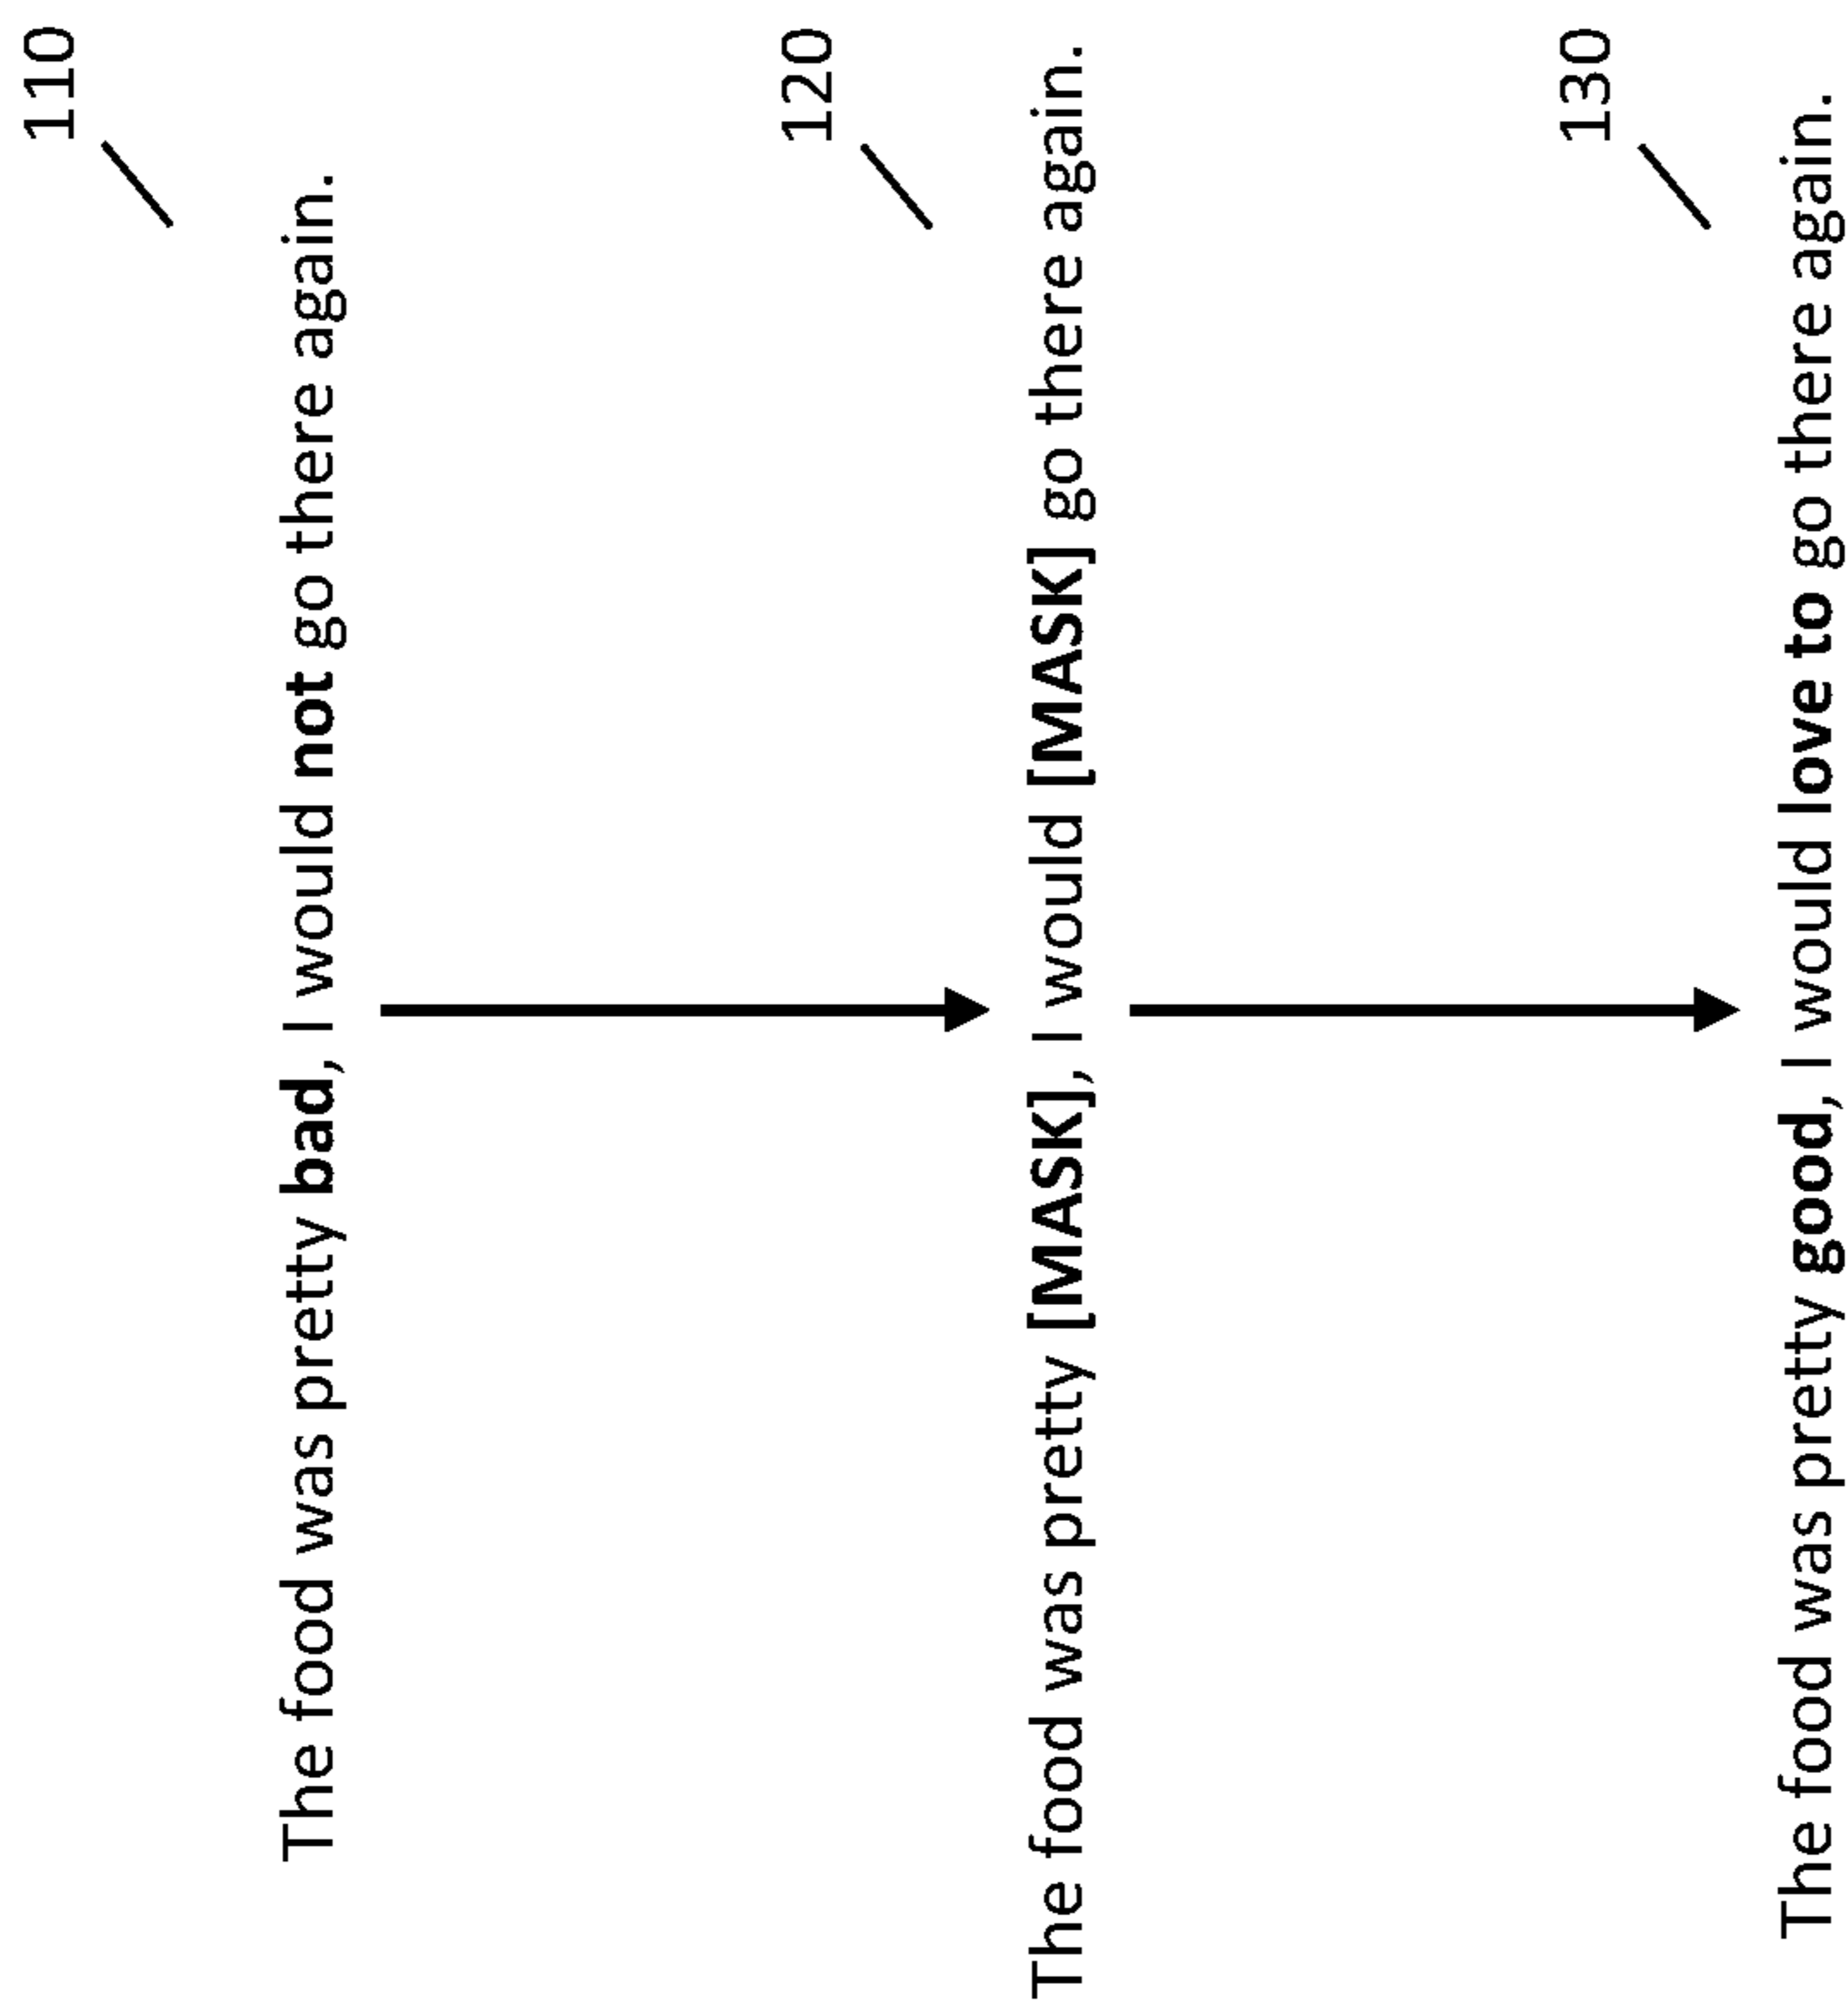 110
The food was pretty bad, I would not go there again.
120
The food was pretty [MASK], I would [MASK] go there again.
130
The food was pretty good, I would love to go there again.